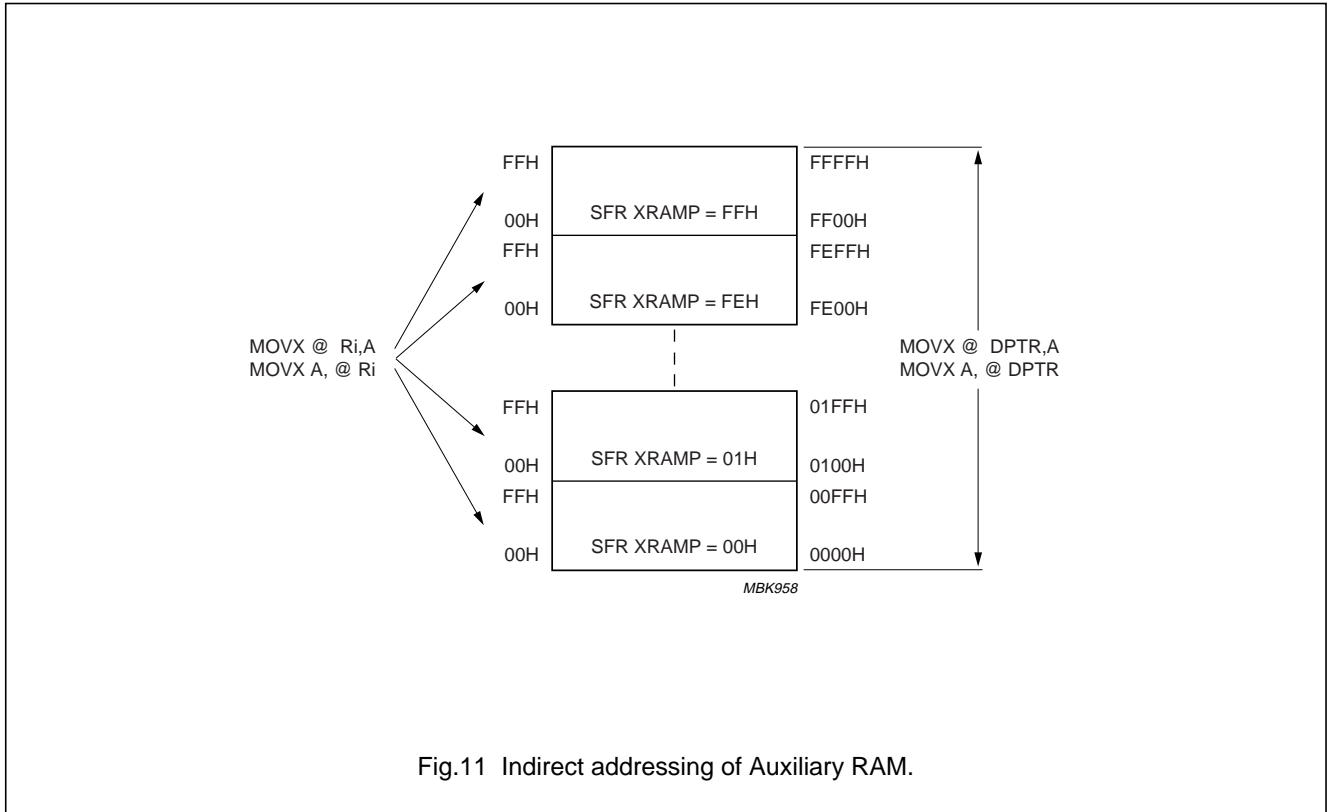 FFH FFFFH
SFR XRAMP = FFH
00H FF00H
FFH FEFFH
SFR XRAMP = FEH
00H FE00H
MOVX @ Ri,A MOVX @ DPTR,A
MOVX A, @ Ri MOVX A, @ DPTR
FFH 01FFH
SFR XRAMP = 01H
00H 0100H
FFH 00FFH
SFR XRAMP = 00H
00H 0000H
MBK958
Fig.11 Indirect addressing of Auxiliary RAM.